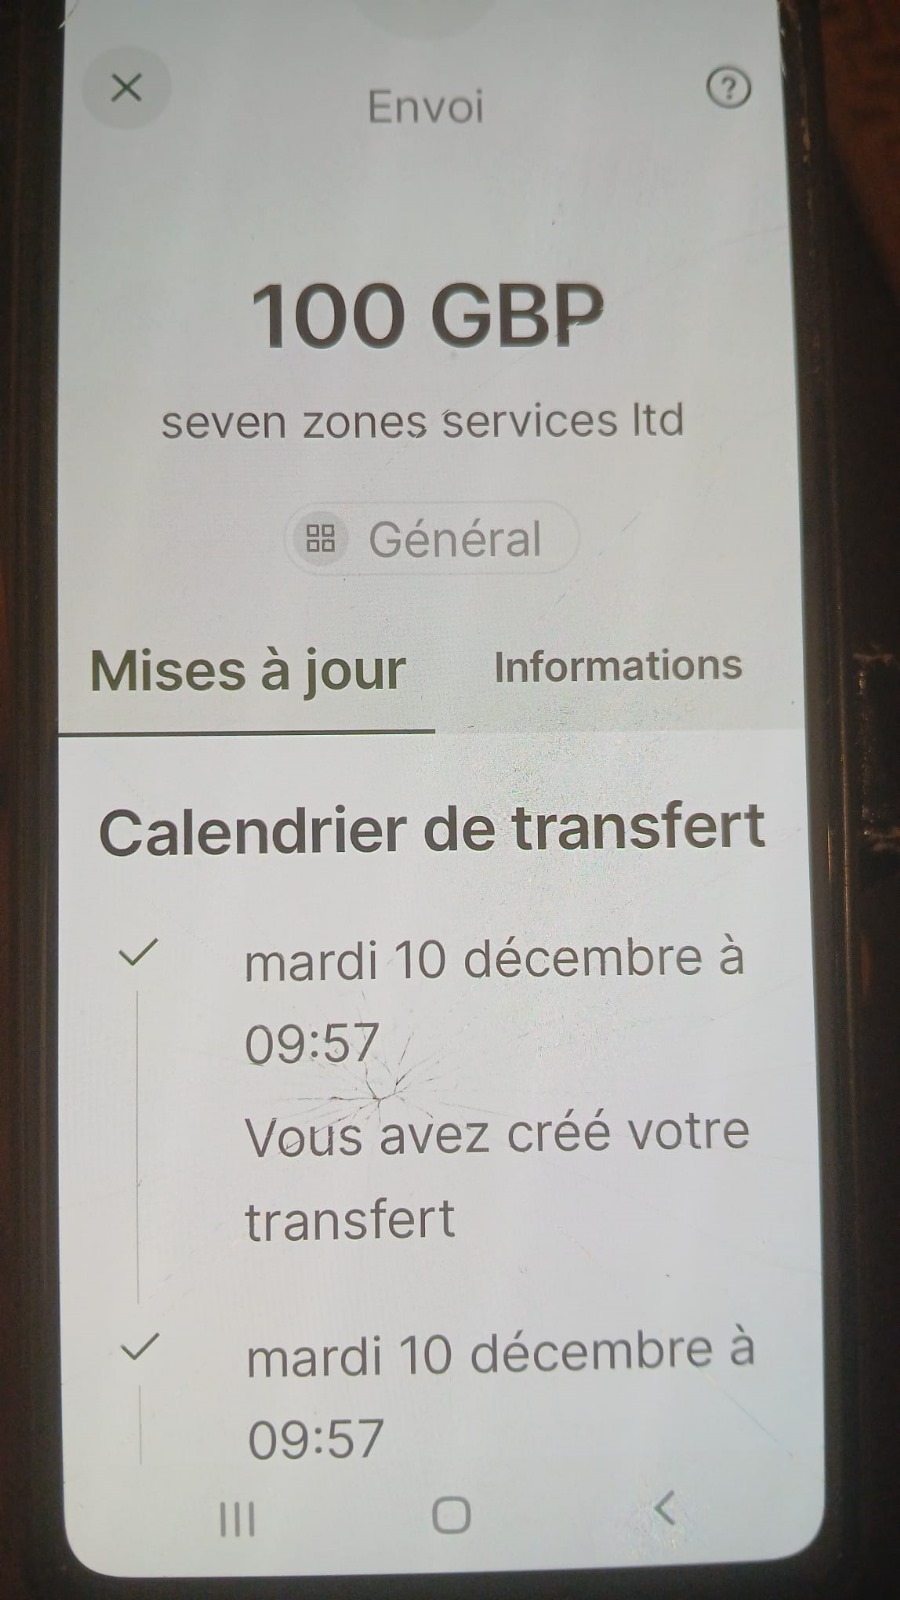 Envoi
100 GBP
seven zones services ltd
Général
Mises à jour
Informations
Calendrier de transfert
mardi 10 décembre à
09:57
Vous avez créé votre
transfert
mardi 10 décembre à
09:57